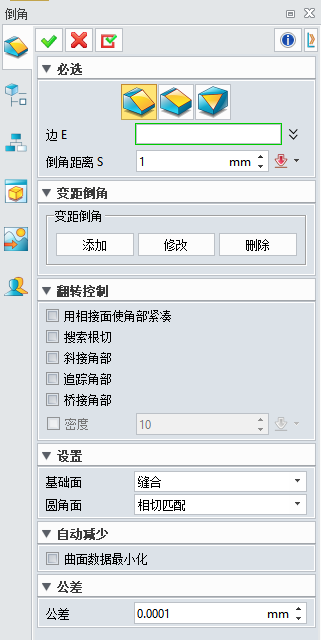 倒角
必选
边 E
倒角距离 S 1 mm
变距倒角
变距倒角
添加 修改 删除
翻转控制
用相接面使角部紧凑
搜索根切
斜接角部
追踪角部
桥接角部
密度 10
设置
基础面 缝合
圆角面 相切匹配
自动减少
曲面数据最小化
公差
公差 0.0001 mm